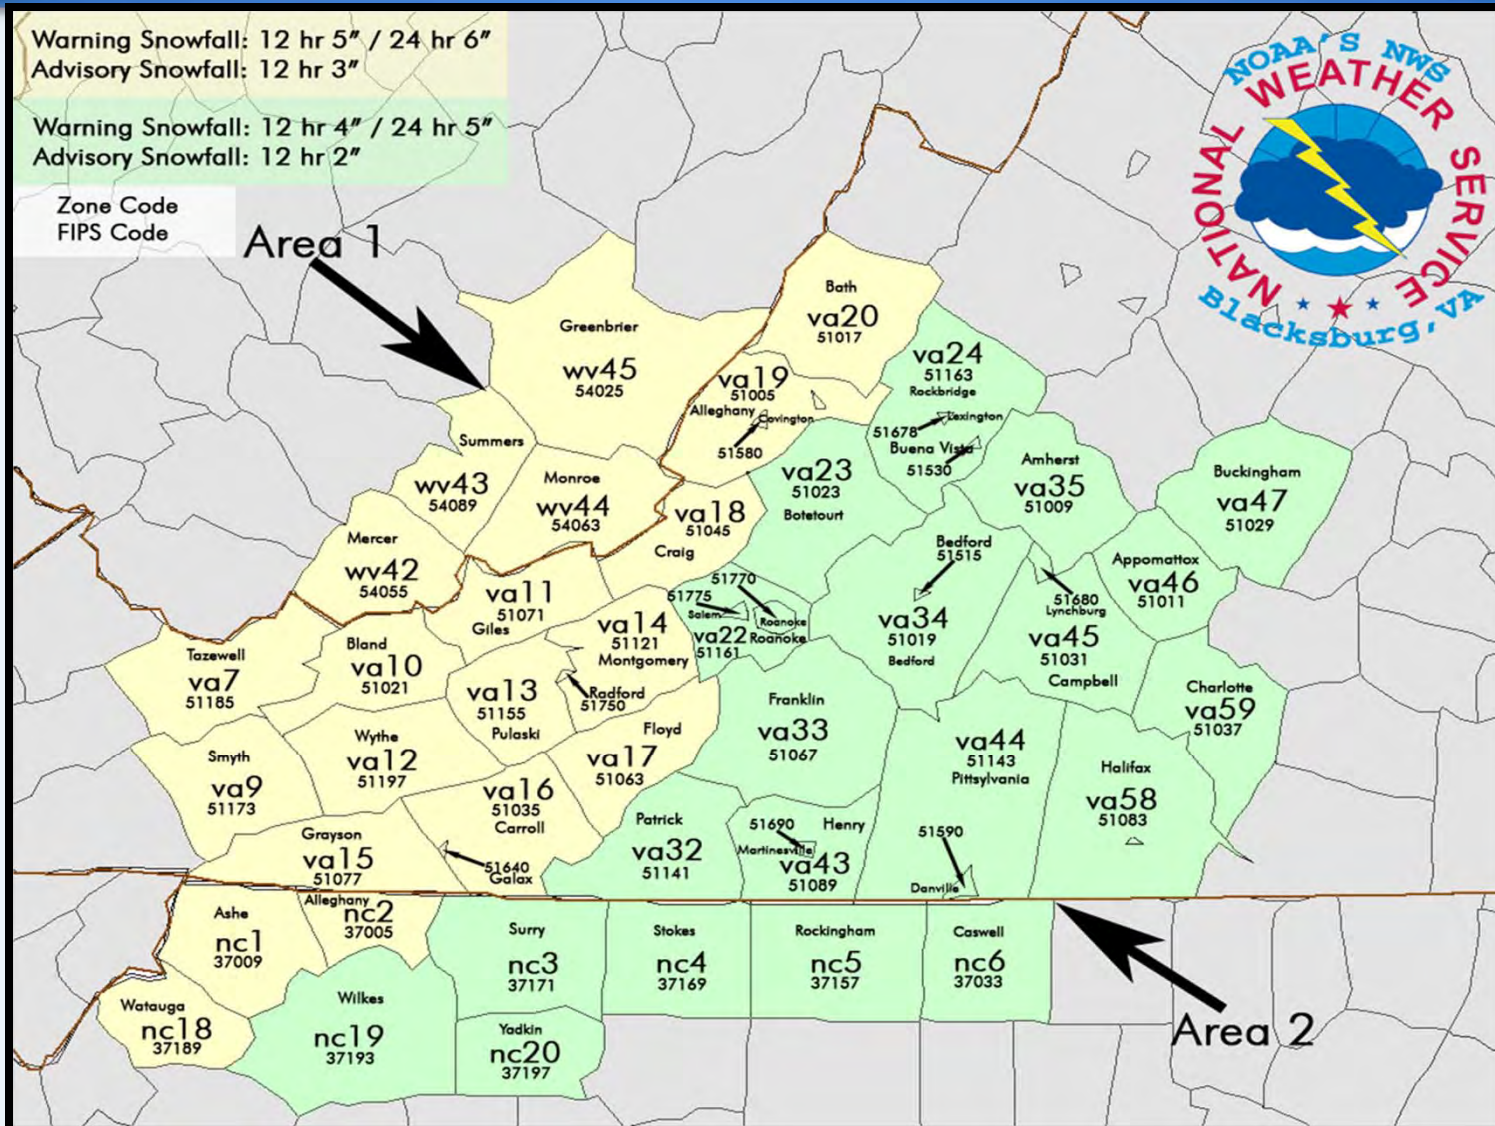 Warning Snowfall: 12 hr 5” / 24 hr 6”
Advisory Snowfall: 12 hr 3”
Warning Snowfall: 12 hr 4” / 24 hr 5”
Advisory Snowfall: 12 hr 2”
Zone Code
FIPS Code
NOAA'S NWS
NATIONAL WEATHER SERVICE
Blacksburg, VA
Area 1
Bath
va20
51017
Greenbrier
wv45
54025
va24
51163
Rockbridge
va19
51005
Alleghany
Covington
51580
51678
Lexington
Buena Vista
51530
Summers
wv43
54089
Monroe
wv44
54063
va18
51045
Craig
va23
51023
Botetourt
Amherst
va35
51009
Buckingham
va47
51029
Mercer
wv42
54055
Bedford
51515
Appomattox
va46
51011
va11
51071
Giles
51770
51775
Salem
Roanoke
va22
51161
Roanoke
va14
51121
Montgomery
va34
51019
Bedford
51680
Lynchburg
va45
51031
Campbell
Tazewell
va7
51185
Bland
va10
51021
va13
51155
Pulaski
Radford
51750
Charlotte
va59
51037
Franklin
va33
51067
Floyd
va17
51063
va44
51143
Pittsylvania
Smyth
va9
51173
Wythe
va12
51197
va16
51035
Carroll
Halifax
va58
51083
Patrick
va32
51141
51690
Henry
Martinesville
va43
51089
51590
Danville
Grayson
va15
51077
51640
Galax
Ashe
nc1
37009
Alleghany
nc2
37005
Surry
nc3
37171
Stokes
nc4
37169
Rockingham
nc5
37157
Caswell
nc6
37033
Watauga
nc18
37189
Wilkes
nc19
37193
Yadkin
nc20
37197
Area 2